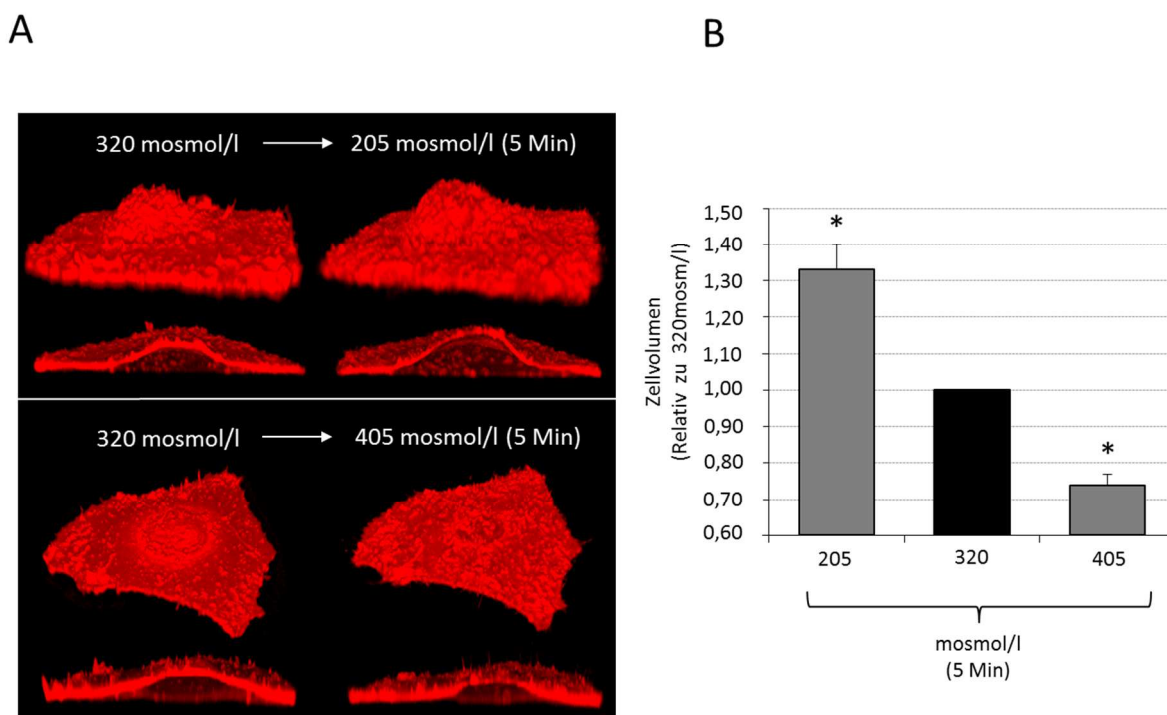 A
320 mosmol/l → 205 mosmol/l (5 Min)
320 mosmol/l → 405 mosmol/l (5 Min)
B
Zellvolumen
(Relativ zu 320mosm/l)
1,50
1,40
1,30
1,20
1,10
1,00
0,90
0,80
0,70
0,60
*
*
205 320 405
mosmol/l
(5 Min)